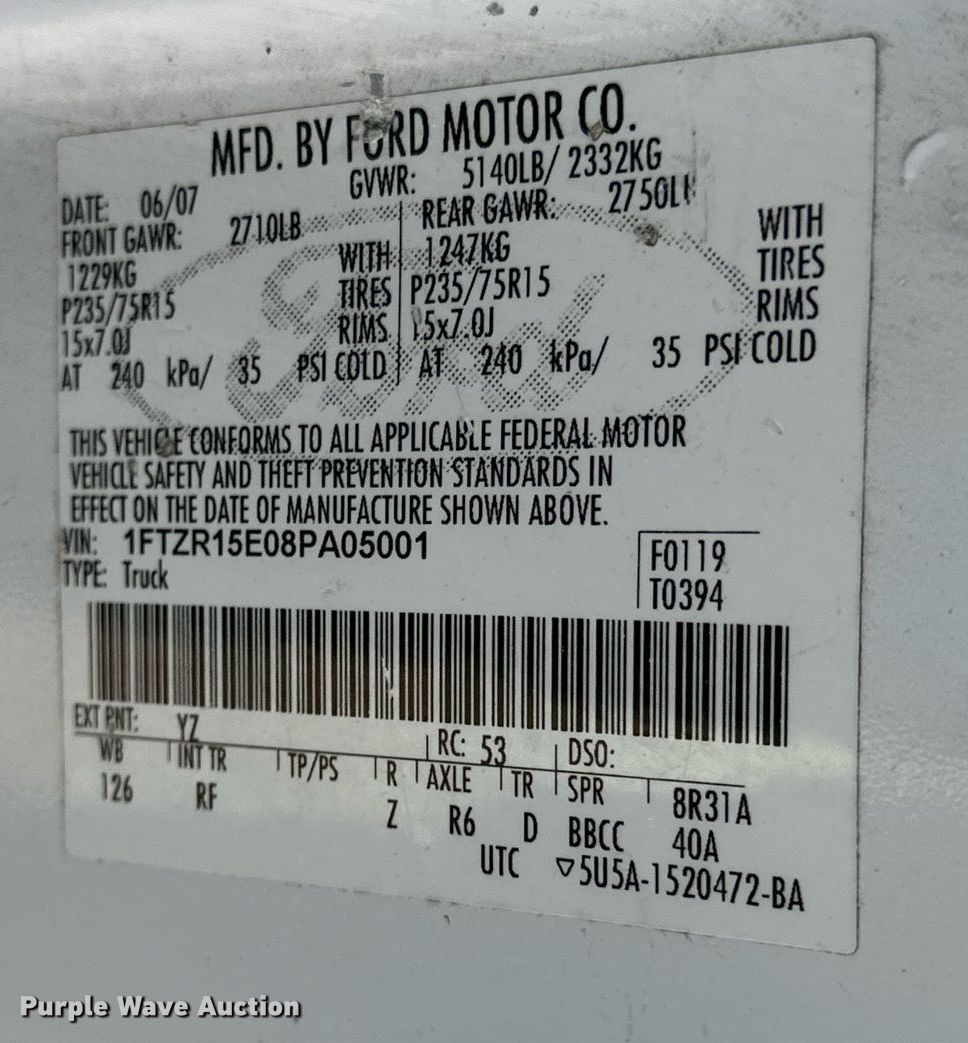 MFD. BY FORD MOTOR CO.
DATE: 06/07 GVWR: 5140LB/ 2332KG
FRONT GAWR: 2710LB REAR GAWR: 2750LB
1229KG WITH 1247KG WITH
P235/75R15 TIRES P235/75R15 TIRES
15x7.0J RIMS 15x7.0J RIMS
AT 240 kPa/ 35 PSI COLD AT 240 kPa/ 35 PSI COLD
Ford
THIS VEHICLE CONFORMS TO ALL APPLICABLE FEDERAL MOTOR
VEHICLE SAFETY AND THEFT PREVENTION STANDARDS IN
EFFECT ON THE DATE OF MANUFACTURE SHOWN ABOVE.
VIN: 1FTZR15E08PA05001 F0119
TYPE: Truck T0394
EXT PNT: YZ RC: 53 DSO:
WB INT TR TP/PS R AXLE TR SPR 8R31A
126 RF Z R6 D BBCC 40A
UTC ▽5U5A-1520472-BA
Purple Wave Auction